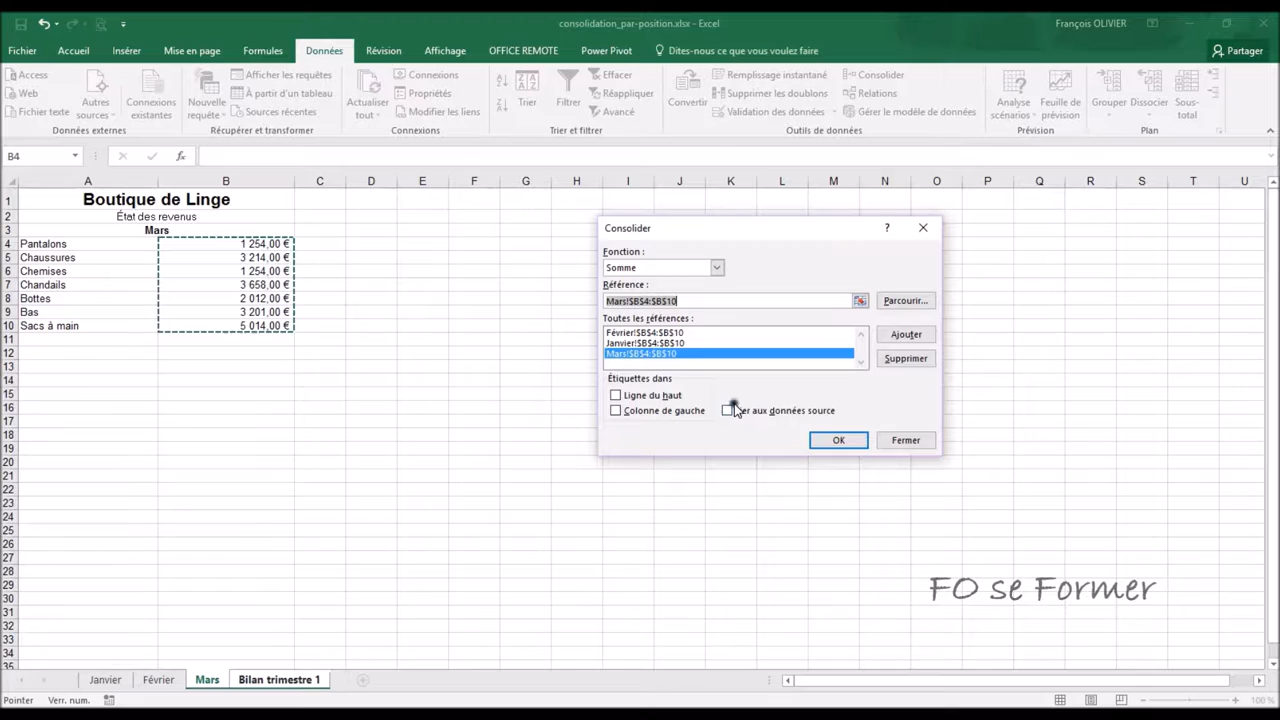 consolidation_par-position.xlsx - Excel
François OLIVIER
Fichier Accueil Insérer Mise en page Formules Données Révision Affichage OFFICE REMOTE Power Pivot Dites-nous ce que vous voulez faire Partager
Access
Web
Fichier texte
Autres sources
Connexions existantes
Données externes
Nouvelle requête
Afficher les requêtes
À partir d'un tableau
Sources récentes
Récupérer et transformer
Actualiser tout
Connexions
Propriétés
Modifier les liens
Connexions
Trier
Filtrer
Effacer
Réappliquer
Avancé
Trier et filtrer
Convertir
Remplissage instantané
Supprimer les doublons
Validation des données
Consolider
Relations
Gérer le modèle de données
Outils de données
Analyse scénarios
Feuille de prévision
Prévision
Grouper
Dissocier
Sous-total
Plan
B4
fx
A B C D E F G H I J K L M N O P Q R S T U
1 Boutique de Linge
2 État des revenus
3 Mars
4 Pantalons 1 254,00 €
5 Chaussures 3 214,00 €
6 Chemises 1 254,00 €
7 Chandails 3 658,00 €
8 Bottes 2 012,00 €
9 Bas 3 201,00 €
10 Sacs à main 5 014,00 €
11
12
13
14
15
16
17
18
19
20
21
22
23
24
25
26
27
28
29
30
31
32
33
34
35
Consolider
?
Fonction :
Somme
Référence :
Mars!$B$4:$B$10
Parcourir...
Toutes les références :
Février!$B$4:$B$10
Janvier!$B$4:$B$10
Mars!$B$4:$B$10
Ajouter
Supprimer
Étiquettes dans
Ligne du haut
Colonne de gauche
er aux données source
OK
Fermer
FO se Former
Janvier Février Mars Bilan trimestre 1
Pointer Verr. num.
100 %